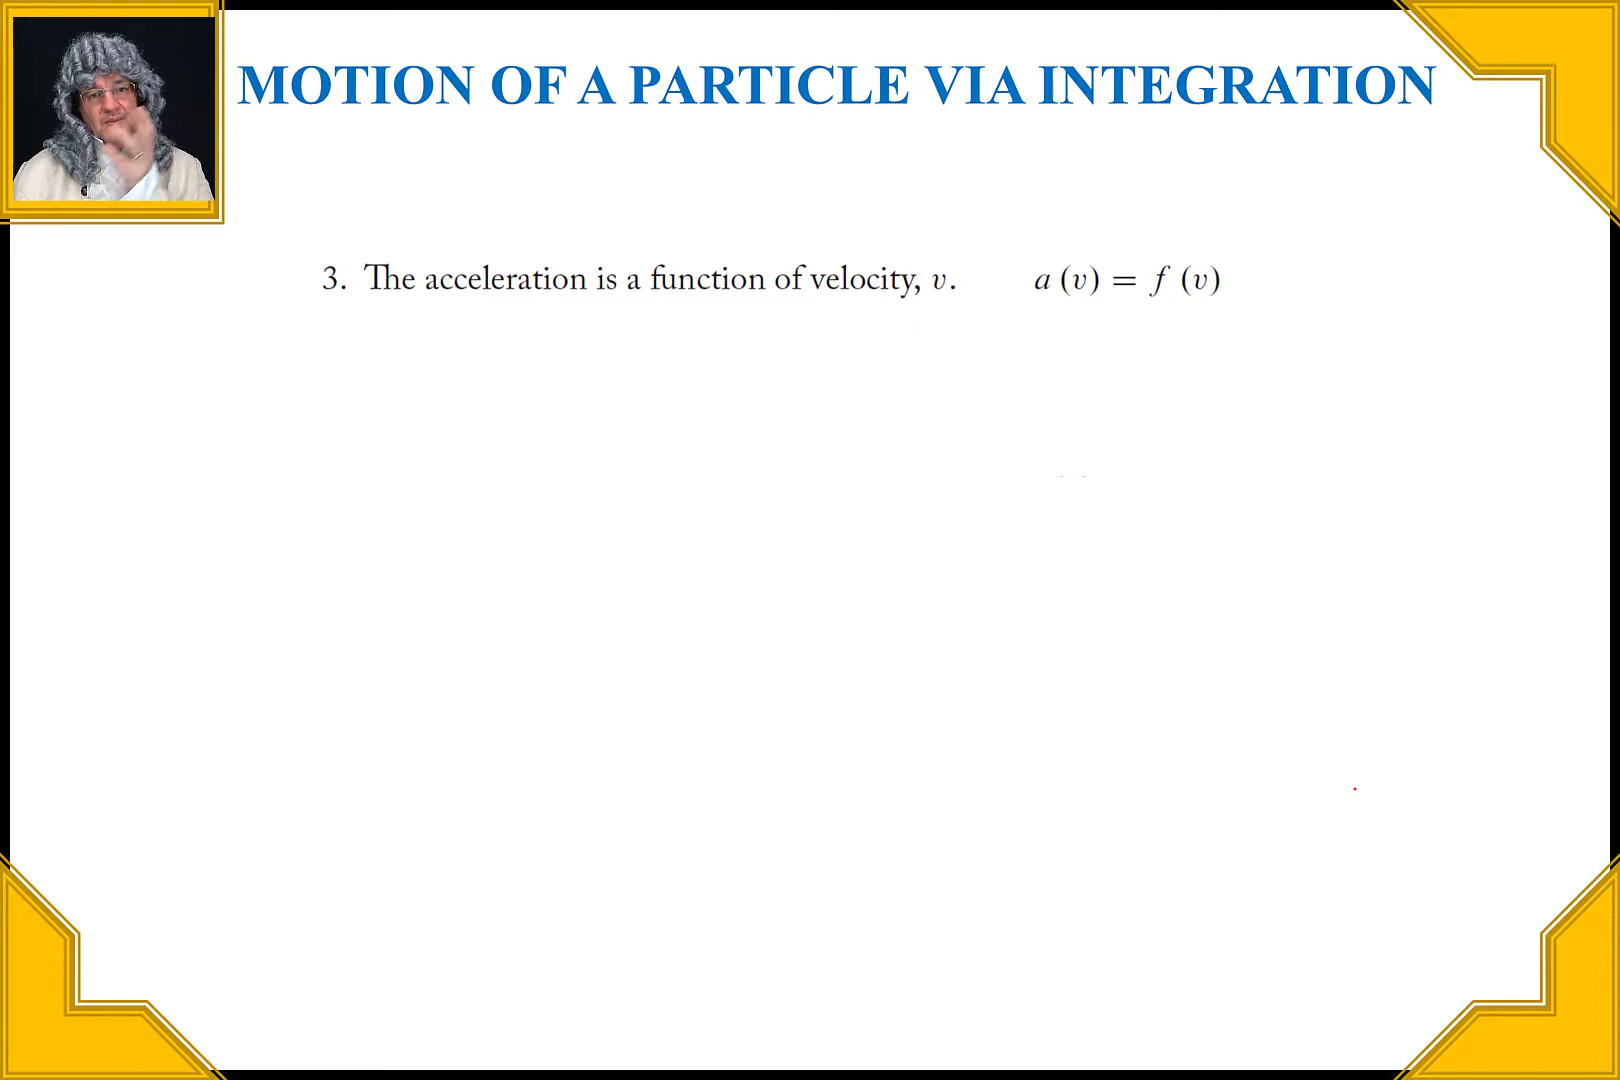 MOTION OF A PARTICLE VIA INTEGRATION
3. The acceleration is a function of velocity, v. a (v) = f (v)